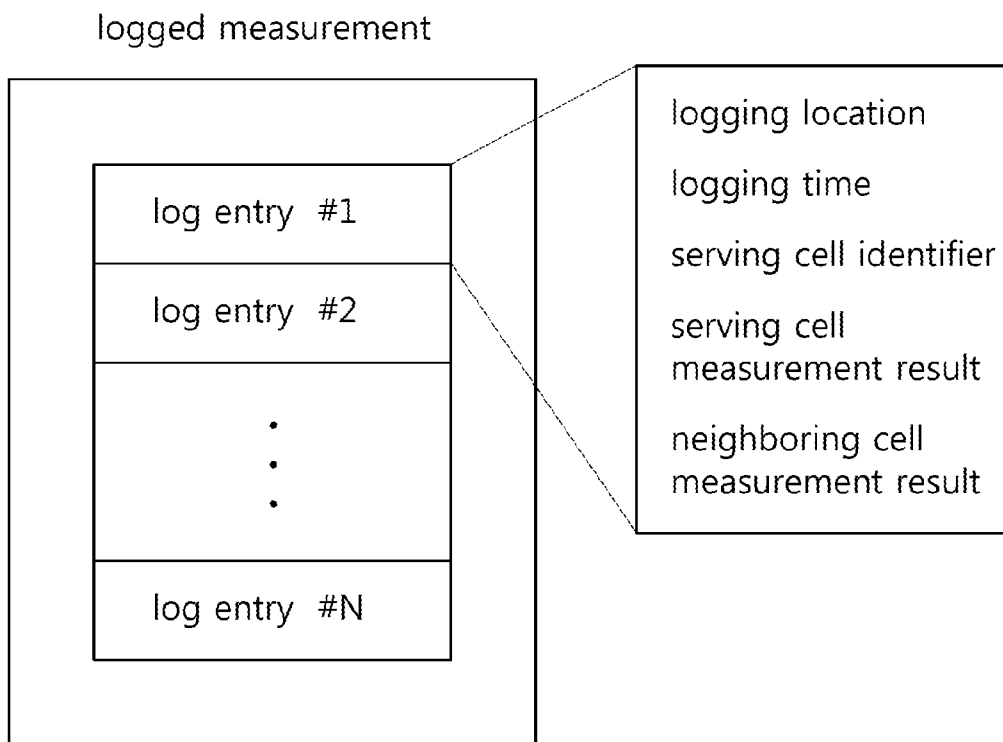 logged measurement
log entry #1
log entry #2
log entry #N
logging location
logging time
serving cell identifier
serving cell
measurement result
neighboring cell
measurement result